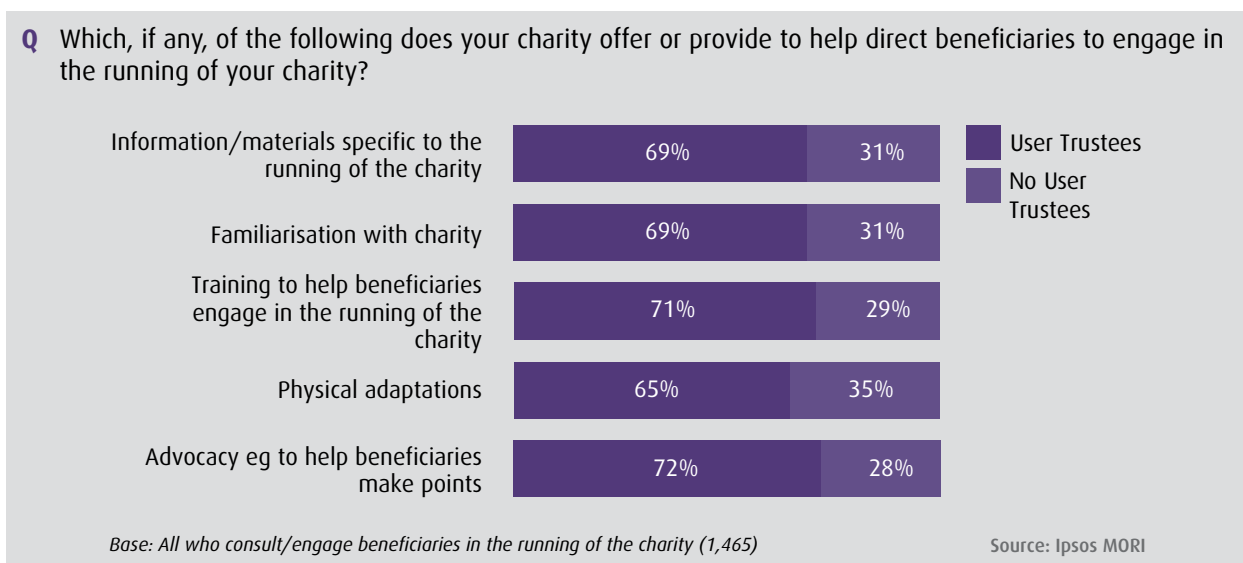 Q Which, if any, of the following does your charity offer or provide to help direct beneficiaries to engage in
the running of your charity?
Information/materials specific to the
running of the charity
69% 31%
User Trustees
No User
Trustees
Familiarisation with charity
69% 31%
Training to help beneficiaries
engage in the running of the
charity
71% 29%
Physical adaptations
65% 35%
Advocacy eg to help beneficiaries
make points
72% 28%
Base: All who consult/engage beneficiaries in the running of the charity (1,465)
Source: Ipsos MORI